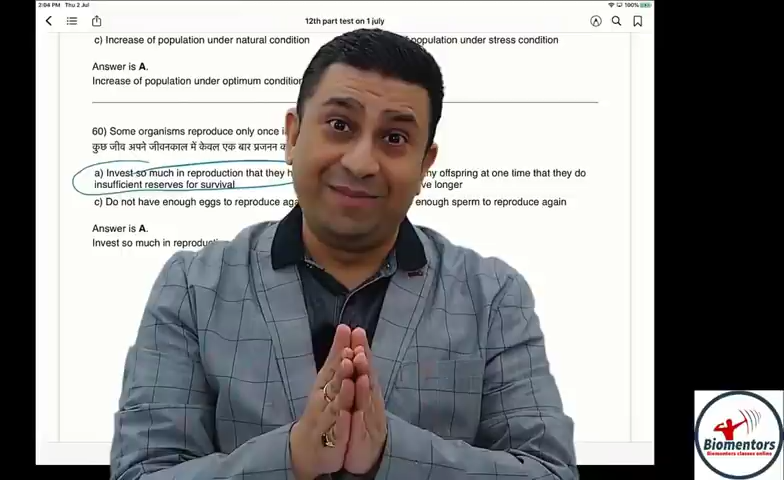 2:04 PM Thu 2 Jul
100%
12th part test on 1 july
c) Increase of population under natural condition
population under stress condition
Answer is A.
Increase of population under optimum condition
60) Some organisms reproduce only once
कुछ जीव अपने जीवनकाल में केवल एक बार प्रजनन
a) Invest so much in reproduction that they
offspring at one time that they do
insufficient reserves for survival
longer
c) Do not have enough eggs to reproduce
enough sperm to reproduce again
Answer is A.
Invest so much in
Biomentors
Biomentors classes online